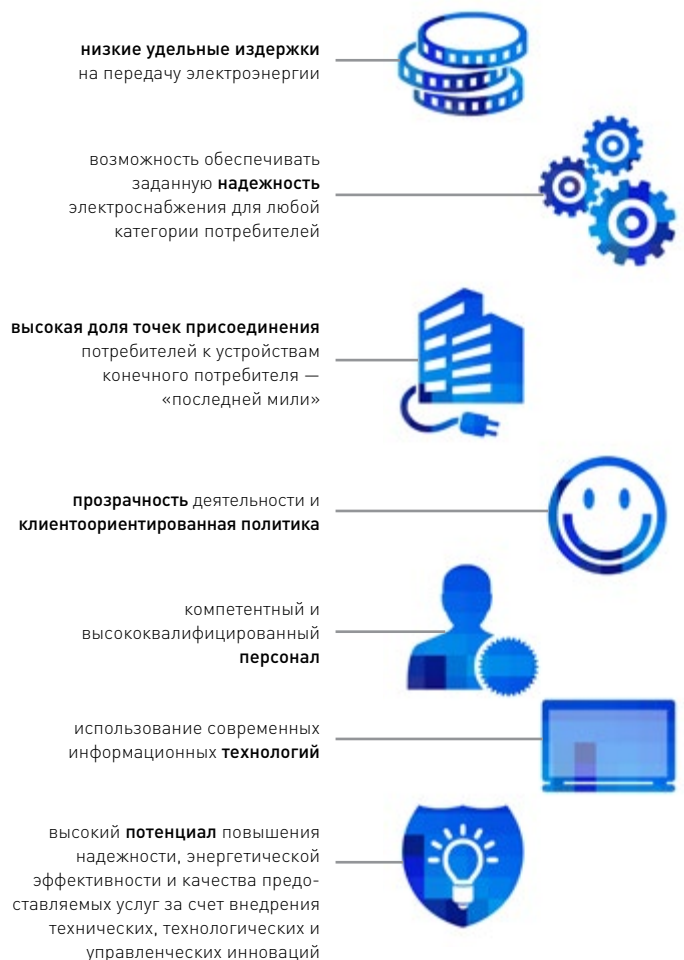 низкие удельные издержки
на передачу электроэнергии
возможность обеспечивать
заданную надежность
электроснабжения для любой
категории потребителей
высокая доля точек присоединения
потребителей к устройствам
конечного потребителя —
«последней мили»
прозрачность деятельности и
клиентоориентированная политика
компетентный и
высококвалифицированный
персонал
использование современных
информационных технологий
высокий потенциал повышения
надежности, энергетической
эффективности и качества предо-
ставляемых услуг за счет внедрения
технических, технологических и
управленческих инноваций